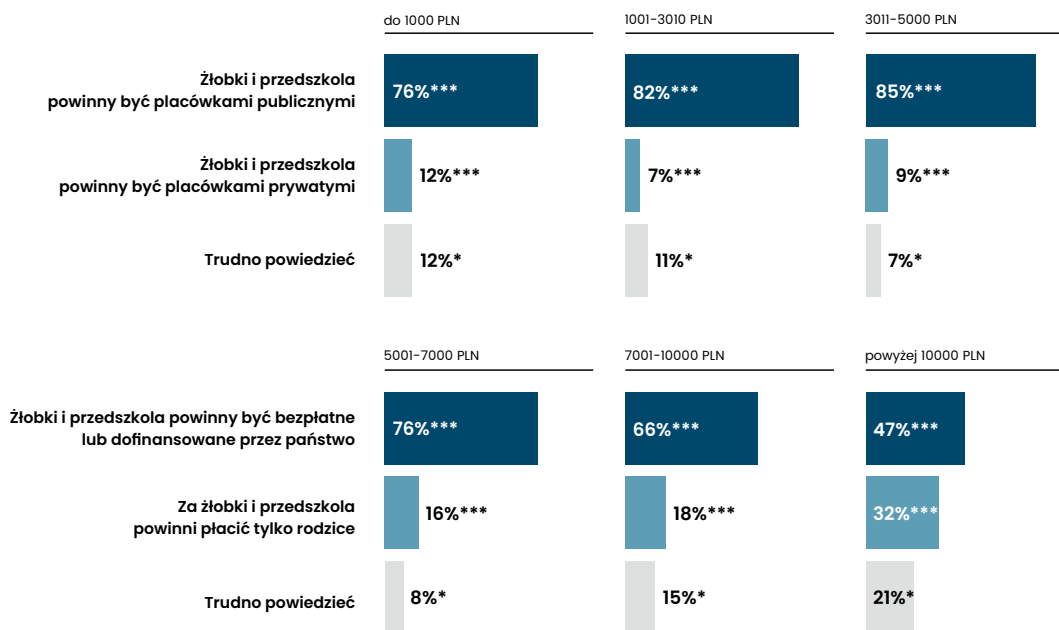 do 1000 PLN
1001-3010 PLN
3011-5000 PLN
Żłobki i przedszkola
powinny być placówkami publicznymi
76%***
82%***
85%***
Żłobki i przedszkola
powinny być placówkami prywatymi
12%***
7%***
9%***
Trudno powiedzieć
12%*
11%*
7%*
5001-7000 PLN
7001-10000 PLN
powyżej 10000 PLN
Żłobki i przedszkola powinny być bezpłatne
lub dofinansowane przez państwo
76%***
66%***
47%***
Za żłobki i przedszkola
powinni płacić tylko rodzice
16%***
18%***
32%***
Trudno powiedzieć
8%*
15%*
21%*